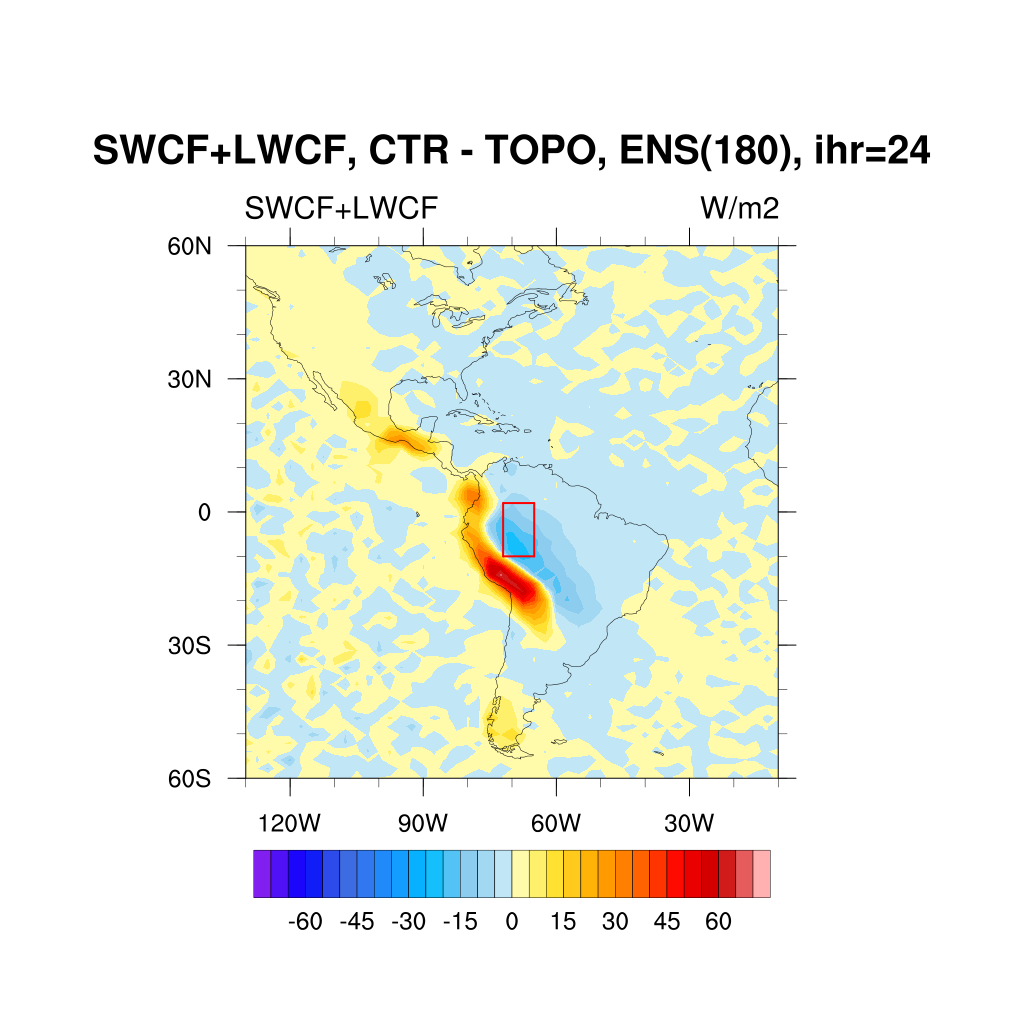 SWCF+LWCF, CTR - TOPO, ENS(180), ihr=24
SWCF+LWCF W/m2
60N
30N
0
30S
60S
120W 90W 60W 30W
-60 -45 -30 -15 0 15 30 45 60